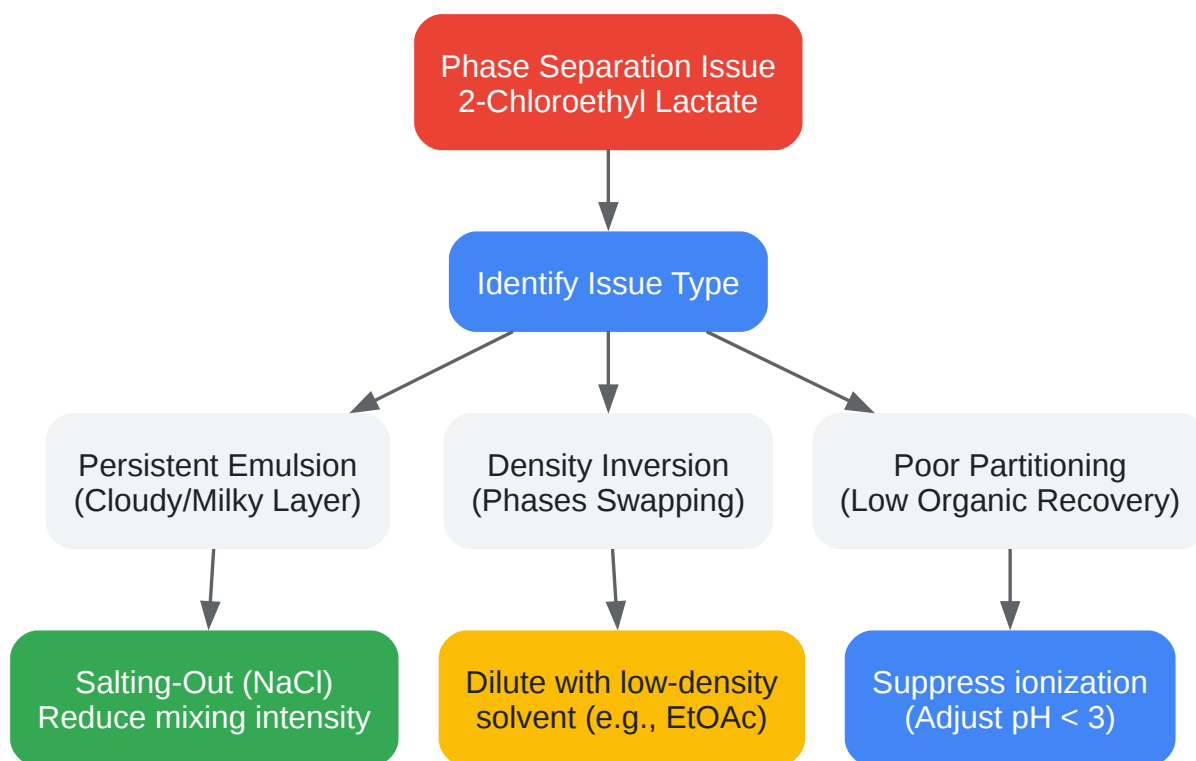 Phase Separation Issue
2-Chloroethyl Lactate
Identify Issue Type
Persistent Emulsion
(Cloudy/Milky Layer)
Density Inversion
(Phases Swapping)
Poor Partitioning
(Low Organic Recovery)
Salting-Out (NaCl)
Reduce mixing intensity
Dilute with low-density
solvent (e.g., EtOAc)
Suppress ionization
(Adjust pH < 3)